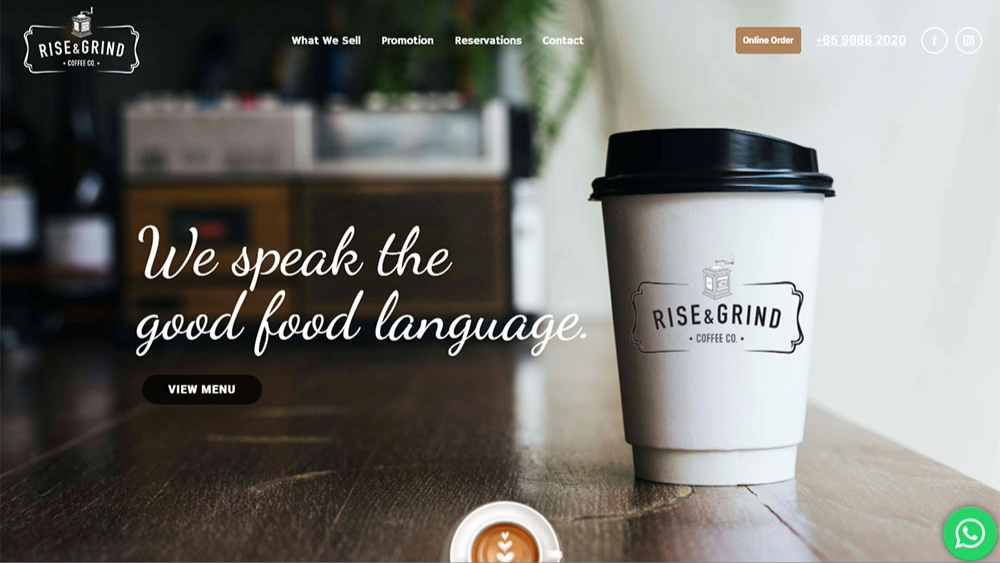 RISE&GRIND
• COFFEE CO. •
What We Sell
Promotion
Reservations
Contact
Online Order
+65 9866 2020
f
We speak the
good food language.
VIEW MENU
RISE&GRIND
• COFFEE CO. •